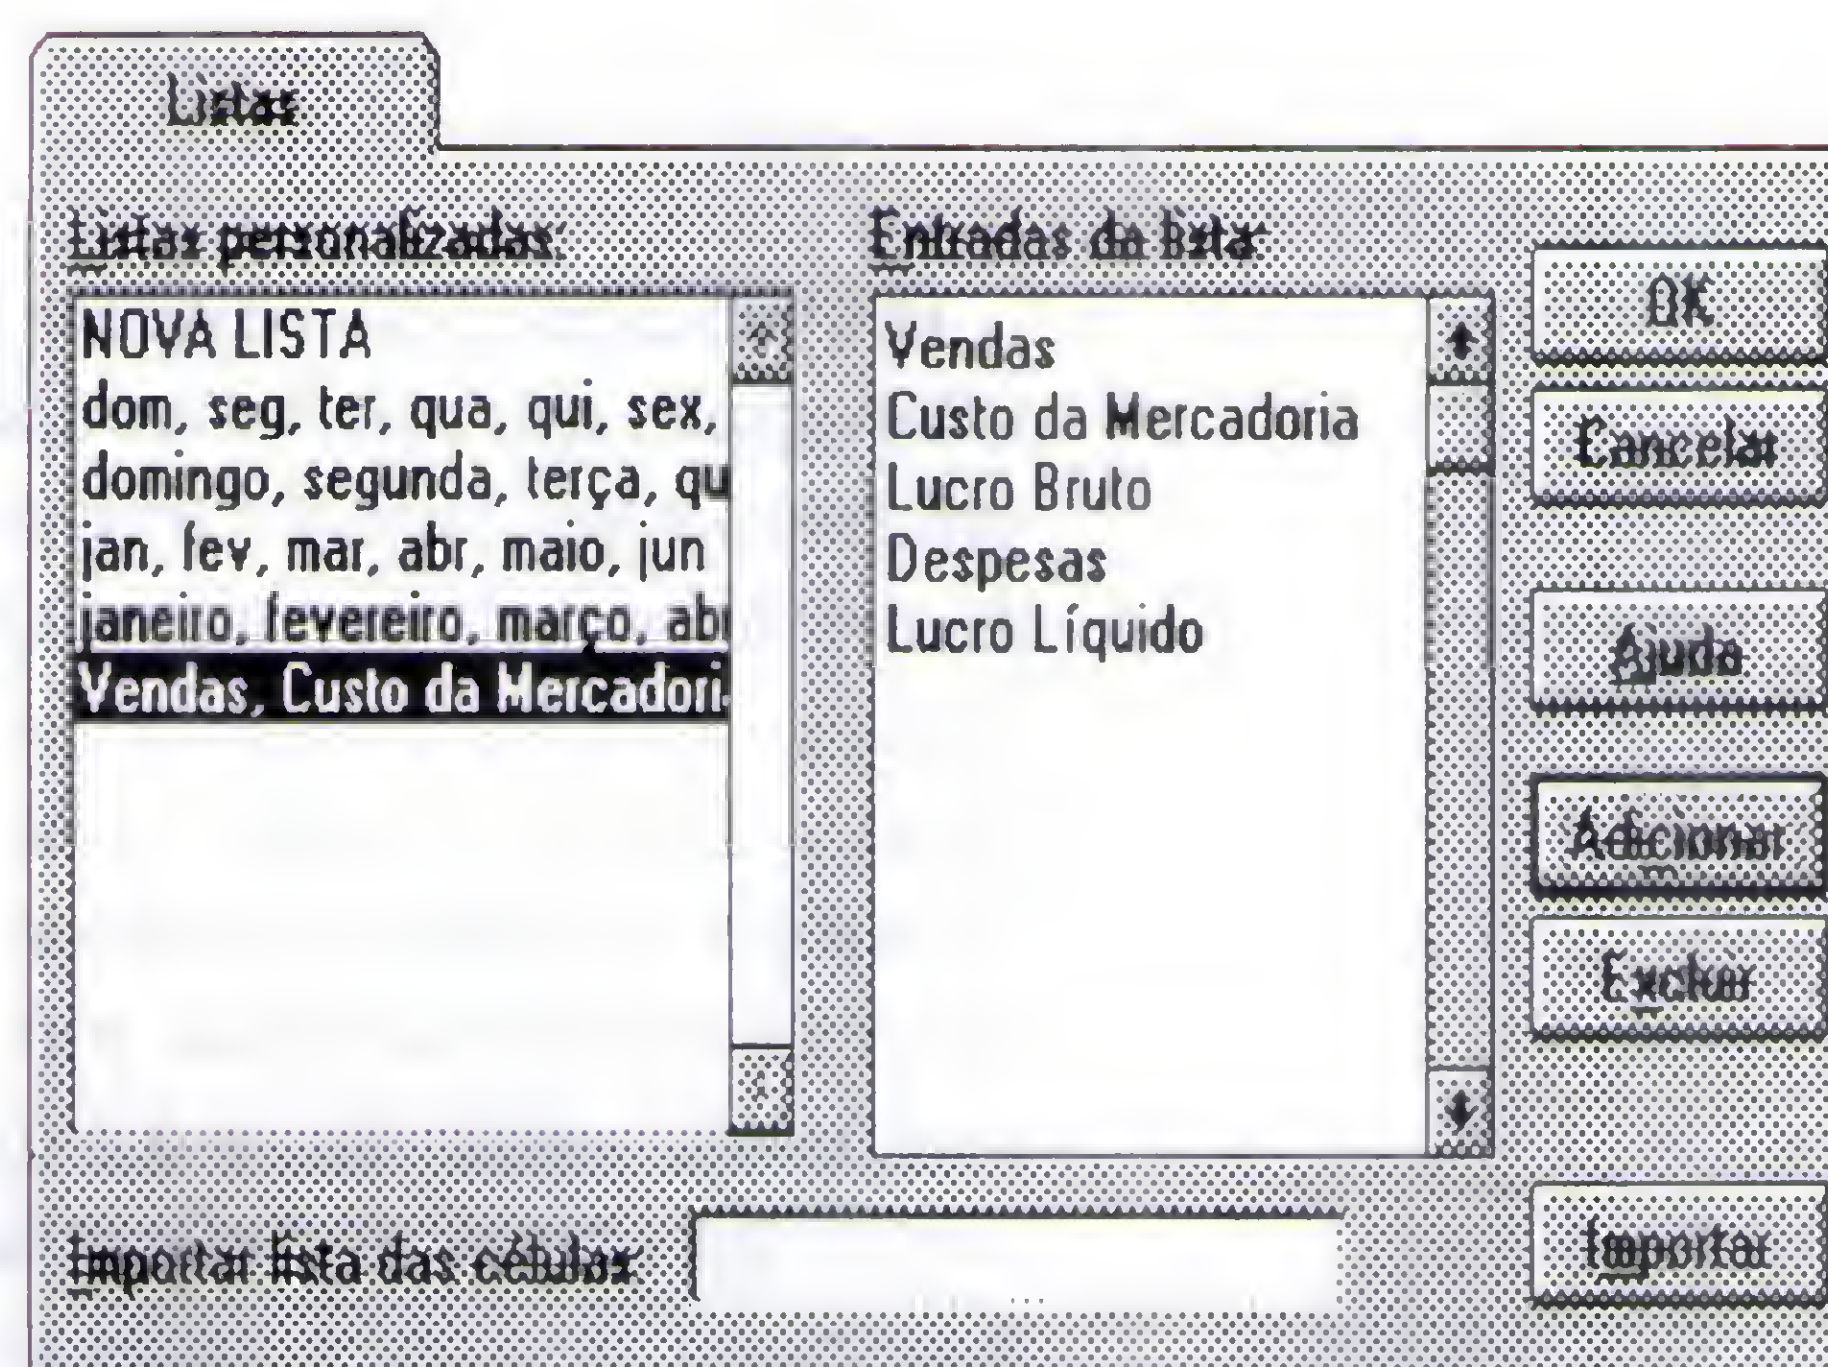 Listas
Listas personalizadas:
NOVA LISTA
dom, seg, ter, qua, qui, sex,
domingo, segunda, terça, qu
jan, fev, mar, abr, maio, jun
janeiro, fevereiro, março, abr
Vendas, Custo da Mercadori
Entradas da lista:
Vendas
Custo da Mercadoria
Lucro Bruto
Despesas
Lucro Líquido
OK
Cancelar
Ajuda
Adicionar
Excluir
Importar lista das células:
Importar